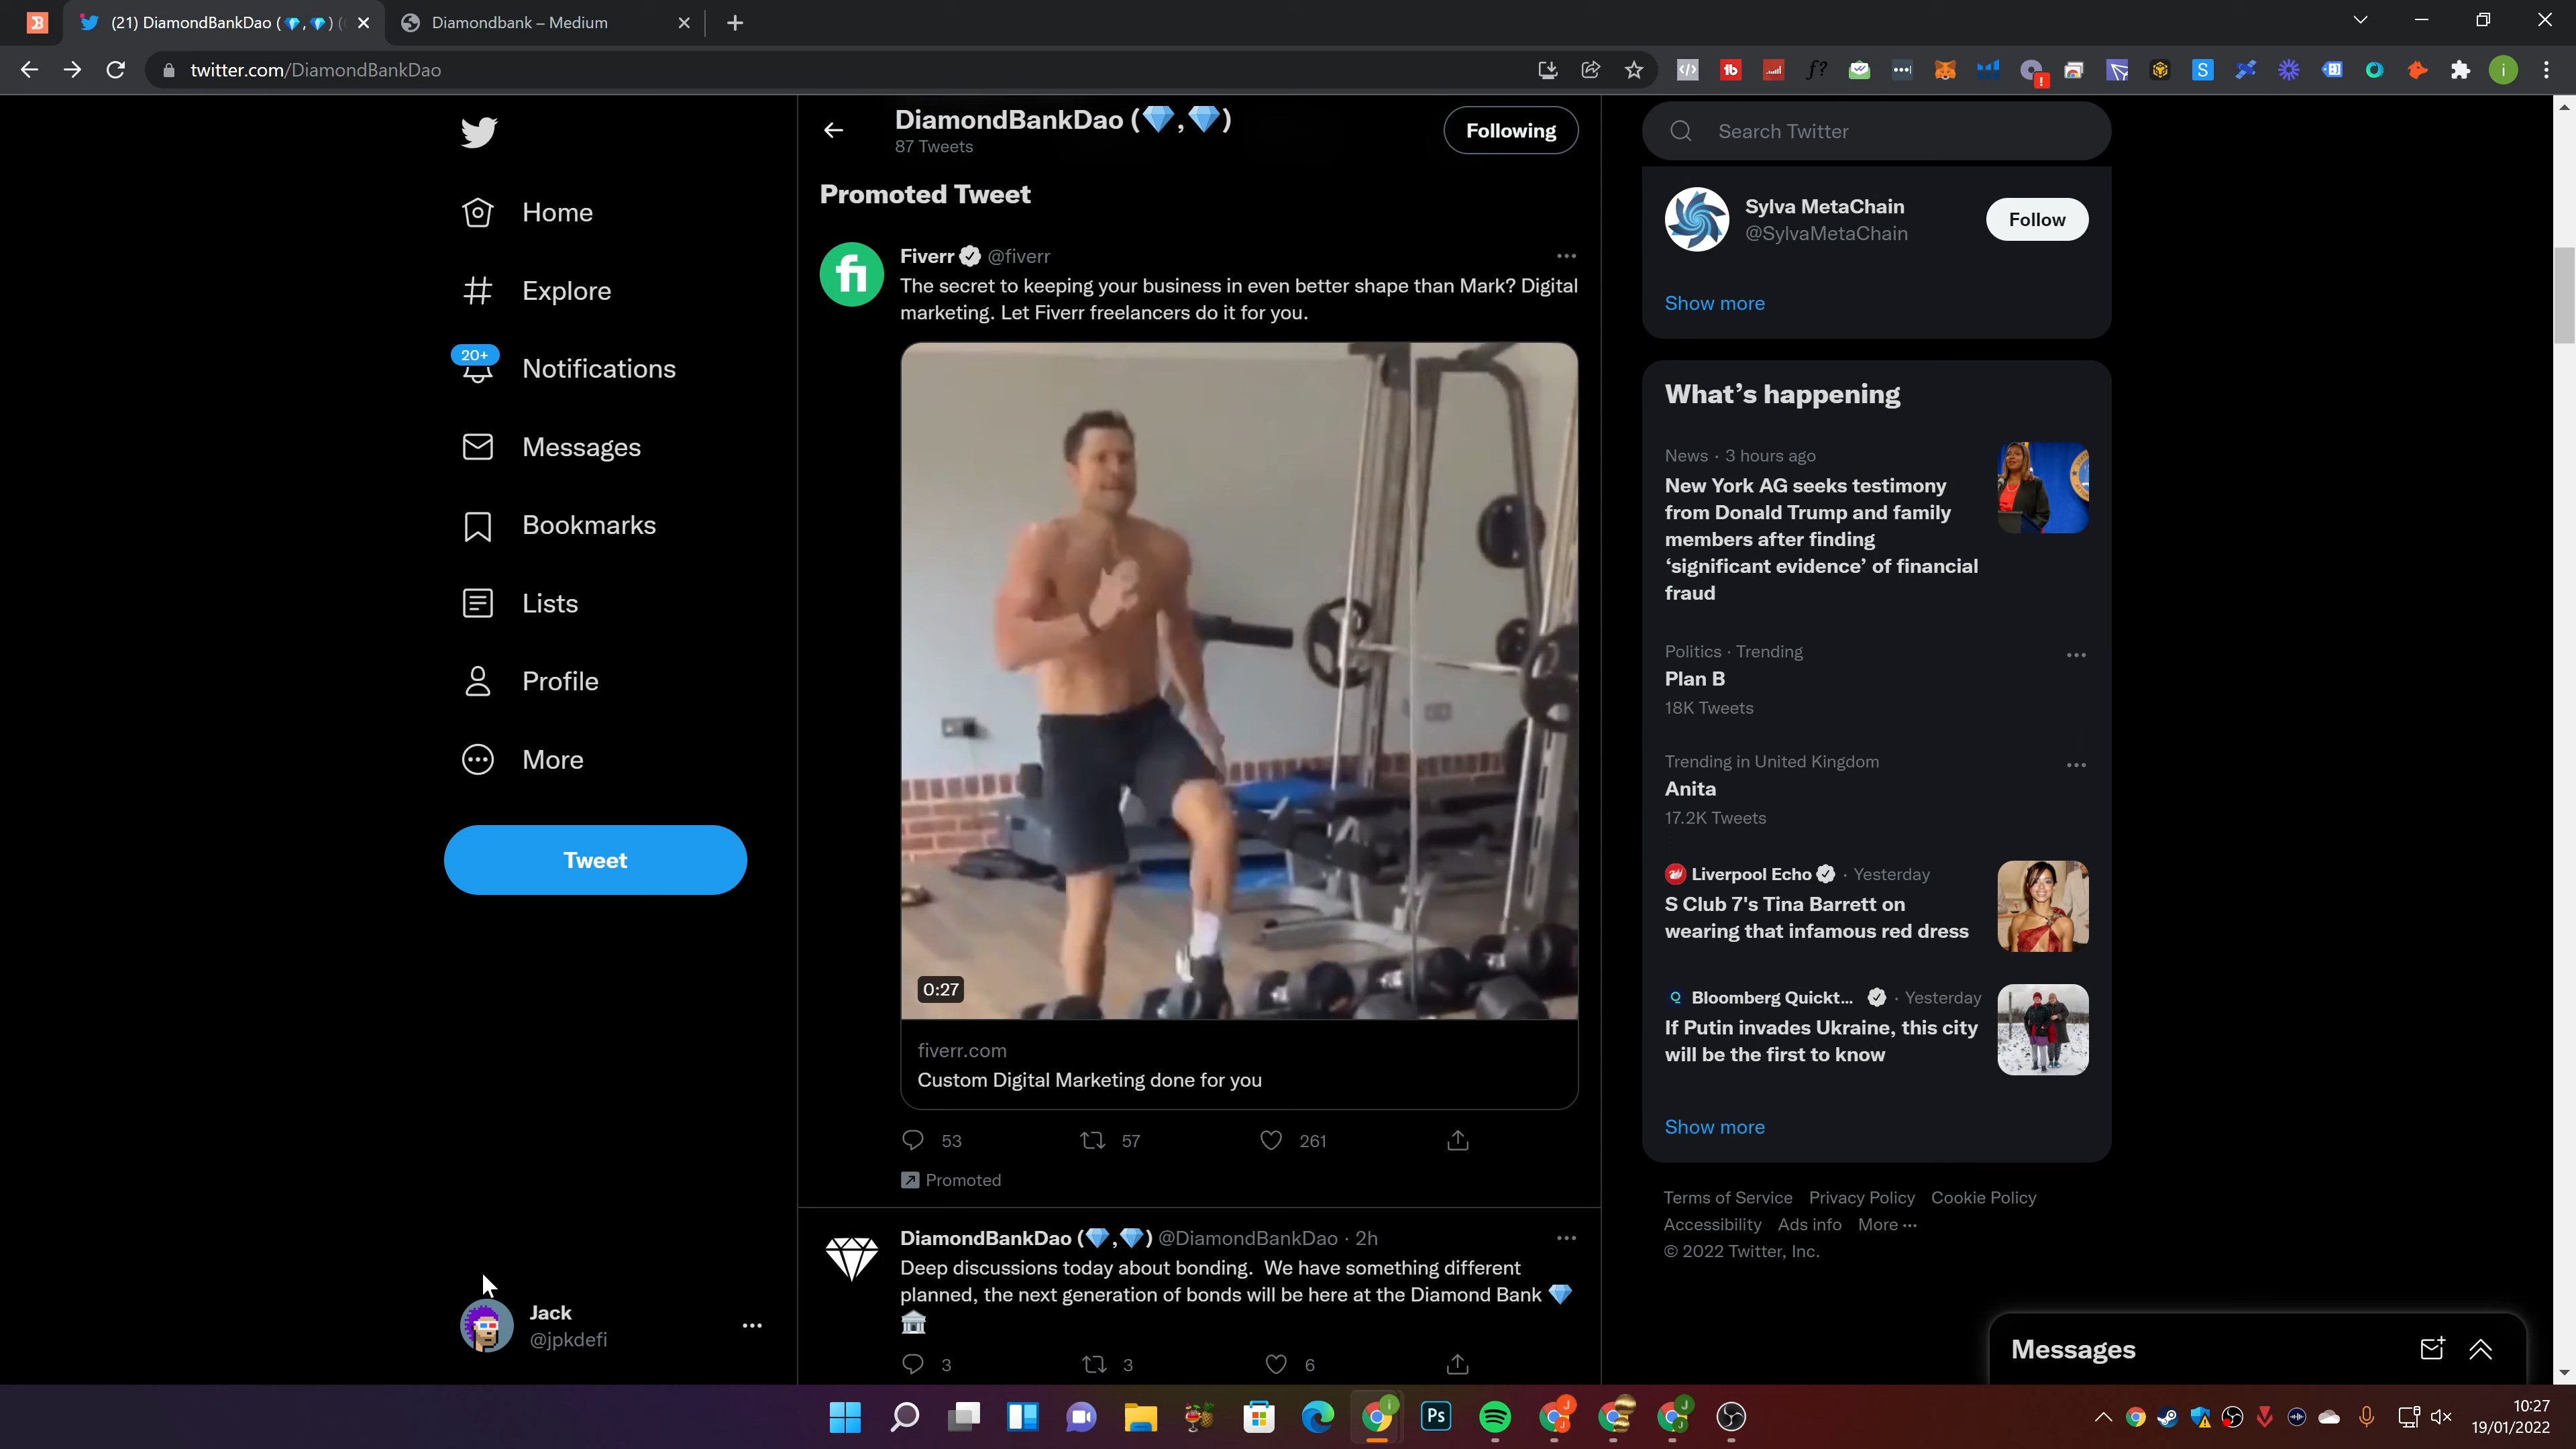 (21) DiamondBankDao (💎,💎) (
Diamondbank – Medium
twitter.com/DiamondBankDao
DiamondBankDao (💎,💎)
87 Tweets
Following
Search Twitter
Home
Explore
20+
Notifications
Messages
Bookmarks
Lists
Profile
More
Tweet
Jack
@jpkdefi
Promoted Tweet
Fiverr @fiverr
The secret to keeping your business in even better shape than Mark? Digital
marketing. Let Fiverr freelancers do it for you.
0:27
fiverr.com
Custom Digital Marketing done for you
53 57 261
Promoted
DiamondBankDao (💎,💎) @DiamondBankDao · 2h
Deep discussions today about bonding. We have something different
planned, the next generation of bonds will be here at the Diamond Bank 💎
🏦
3 3 6
Sylva MetaChain
@SylvaMetaChain
Follow
Show more
What's happening
News · 3 hours ago
New York AG seeks testimony
from Donald Trump and family
members after finding
‘significant evidence’ of financial
fraud
Politics · Trending
Plan B
18K Tweets
Trending in United Kingdom
Anita
17.2K Tweets
Liverpool Echo · Yesterday
S Club 7's Tina Barrett on
wearing that infamous red dress
Bloomberg Quickt... · Yesterday
If Putin invades Ukraine, this city
will be the first to know
Show more
Terms of Service Privacy Policy Cookie Policy
Accessibility Ads info More ···
© 2022 Twitter, Inc.
Messages
Ps
10:27
19/01/2022